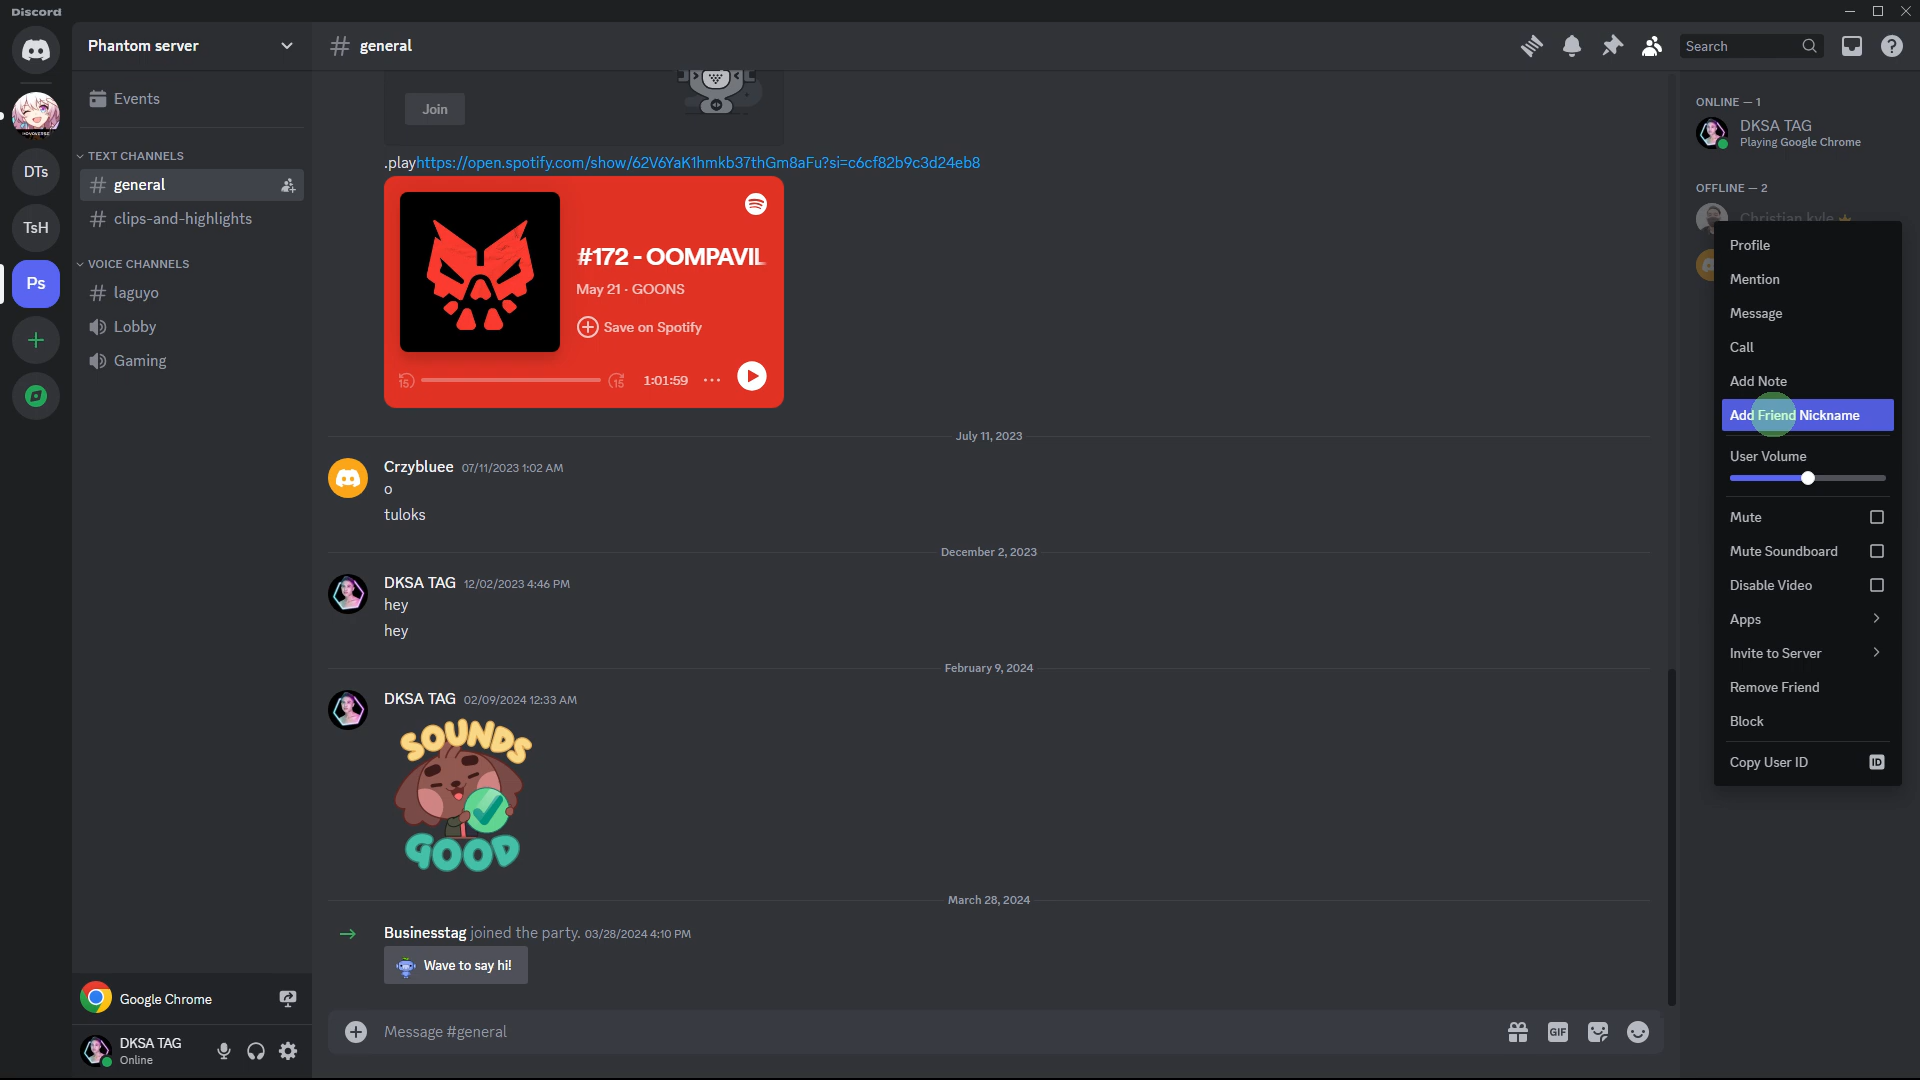 Discord
Phantom server
general
Search
Events
TEXT CHANNELS
general
clips-and-highlights
VOICE CHANNELS
laguyo
Lobby
Gaming
HOYOVERSE
DTs
TsH
Ps
Join
.playhttps://open.spotify.com/show/62V6YaK1hmkb37thGm8aFu?si=c6cf82b9c3d24eb8
#172 - OOMPAVIL
May 21 · GOONS
Save on Spotify
15
15
1:01:59
July 11, 2023
Crzybluee 07/11/2023 1:02 AM
o
tuloks
December 2, 2023
DKSA TAG 12/02/2023 4:46 PM
hey
hey
February 9, 2024
DKSA TAG 02/09/2024 12:33 AM
SOUNDS
GOOD
March 28, 2024
Businesstag joined the party. 03/28/2024 4:10 PM
Wave to say hi!
Message #general
GIF
Google Chrome
DKSA TAG
Online
ONLINE — 1
DKSA TAG
Playing Google Chrome
OFFLINE — 2
Christian kyle
Profile
Mention
Message
Call
Add Note
Add Friend Nickname
User Volume
Mute
Mute Soundboard
Disable Video
Apps
Invite to Server
Remove Friend
Block
Copy User ID
ID